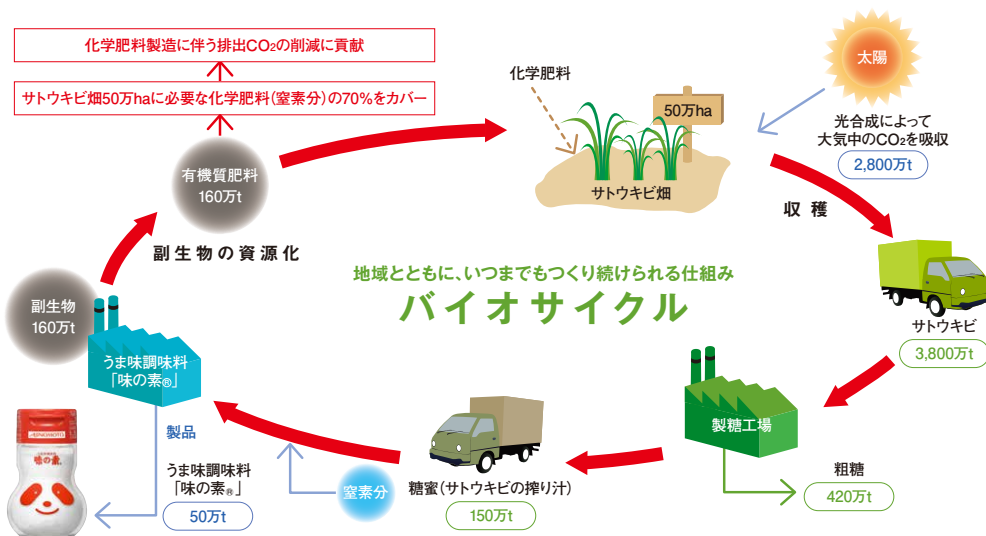 化学肥料製造に伴う排出CO₂の削減に貢献
サトウキビ畑50万haに必要な化学肥料(窒素分)の70%をカバー
有機質肥料
160万t
副生物の資源化
副生物
160万t
うま味調味料
「味の素®」
製品
うま味調味料
「味の素®」
50万t
味の素
化学肥料
50万ha
サトウキビ畑
太陽
光合成によって
大気中のCO₂を吸収
2,800万t
収穫
地域とともに、いつまでもつくり続けられる仕組み
バイオサイクル
サトウキビ
3,800万t
製糖工場
粗糖
420万t
糖蜜(サトウキビの搾り汁)
150万t
窒素分